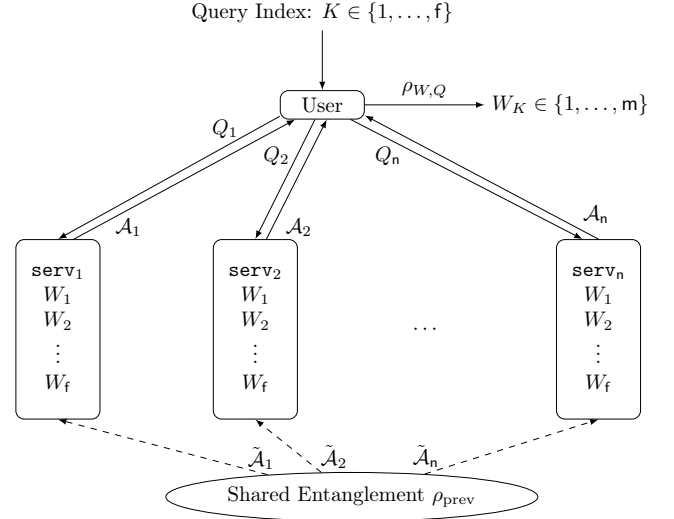 Query Index: K ∈ {1, …, f}
User
ρ_{W,Q}
W_K ∈ {1, …, m}
Q_1
Q_2
Q_n
𝒜_1
𝒜_2
𝒜_n
serv_1
W_1
W_2
⋮
W_f
serv_2
W_1
W_2
⋮
W_f
…
serv_n
W_1
W_2
⋮
W_f
𝒜̃_1
𝒜̃_2
𝒜̃_n
Shared Entanglement ρ_prev